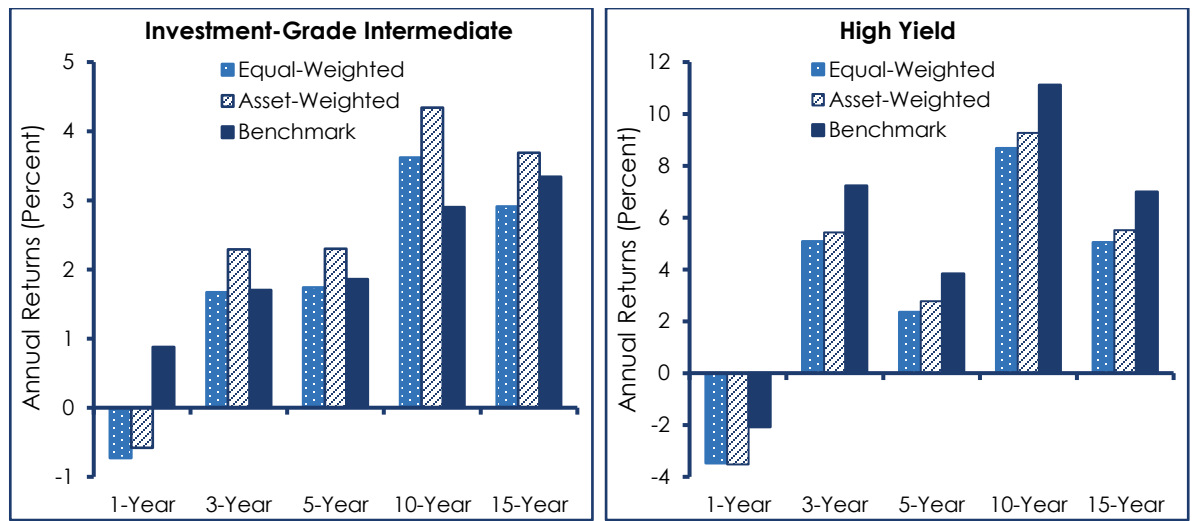 Investment-Grade Intermediate
Equal-Weighted
Asset-Weighted
Benchmark
Annual Returns (Percent)
5
4
3
2
1
0
-1
1-Year 3-Year 5-Year 10-Year 15-Year
High Yield
Equal-Weighted
Asset-Weighted
Benchmark
Annual Returns (Percent)
12
10
8
6
4
2
0
-2
-4
1-Year 3-Year 5-Year 10-Year 15-Year